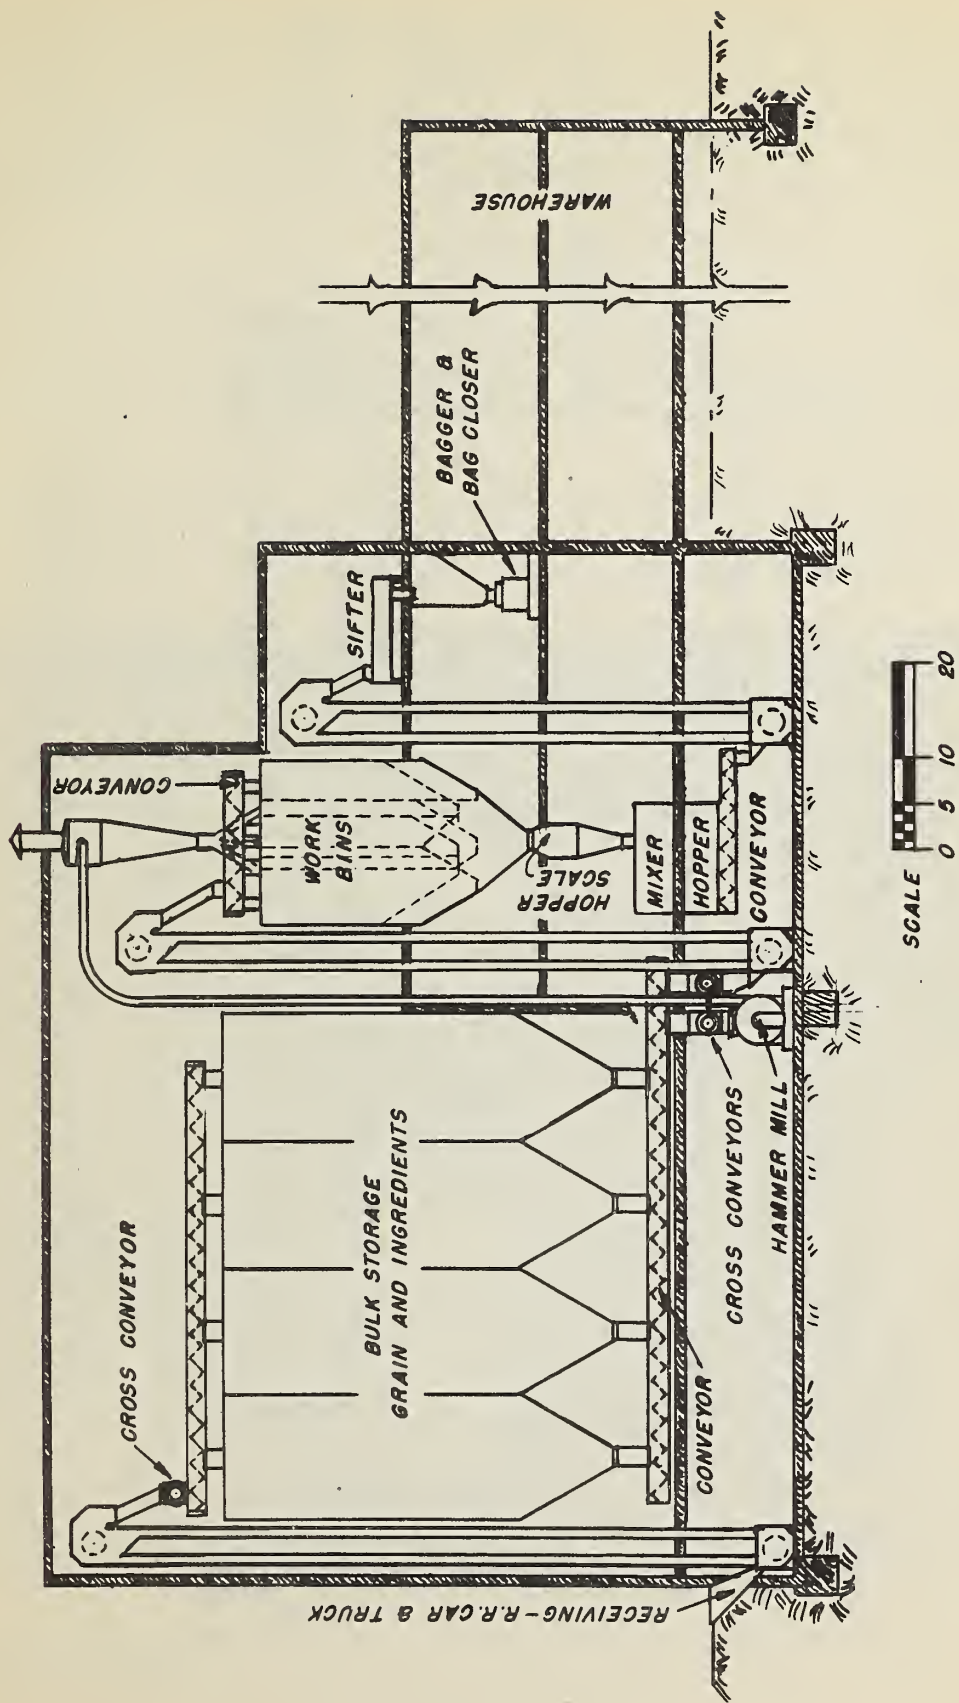 RECEIVING-R.R.CAR & TRUCK
CROSS CONVEYOR
BULK STORAGE
GRAIN AND INGREDIENTS
CONVEYOR
CROSS CONVEYORS
HAMMER MILL
CONVEYOR
WORK
BINS
HOPPER
SCALE
MIXER
HOPPER
CONVEYOR
SIFTER
BAGGER &
BAG CLOSER
WAREHOUSE
SCALE
0 5 10 20